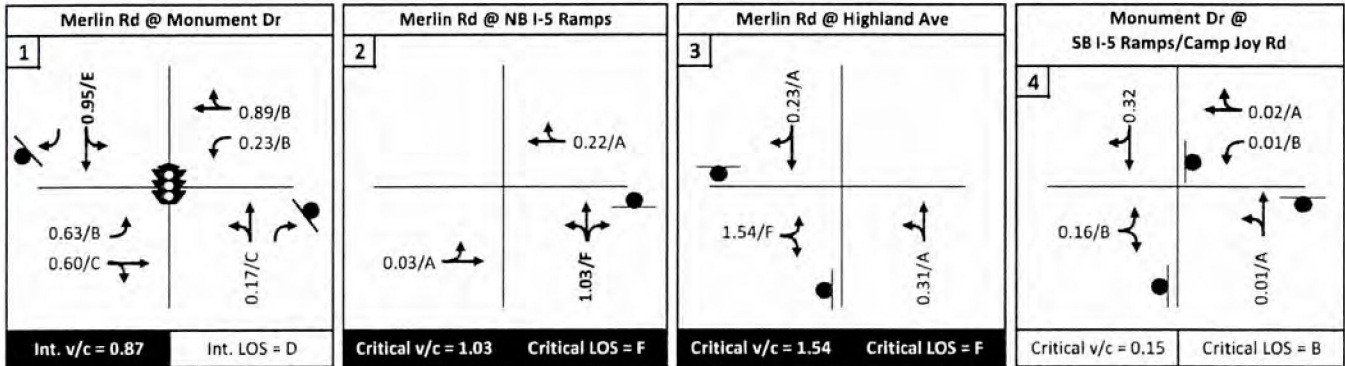 Merlin Rd @ Monument Dr
1
0.95/E
0.89/B
0.23/B
0.63/B
0.60/C
0.17/C
Int. v/c = 0.87
Int. LOS = D
Merlin Rd @ NB I-5 Ramps
2
0.22/A
0.03/A
1.03/F
Critical v/c = 1.03
Critical LOS = F
Merlin Rd @ Highland Ave
3
0.23/A
1.54/F
0.31/A
Critical v/c = 1.54
Critical LOS = F
Monument Dr @
SB I-5 Ramps/Camp Joy Rd
4
0.32
0.02/A
0.01/B
0.16/B
0.01/A
Critical v/c = 0.15
Critical LOS = B